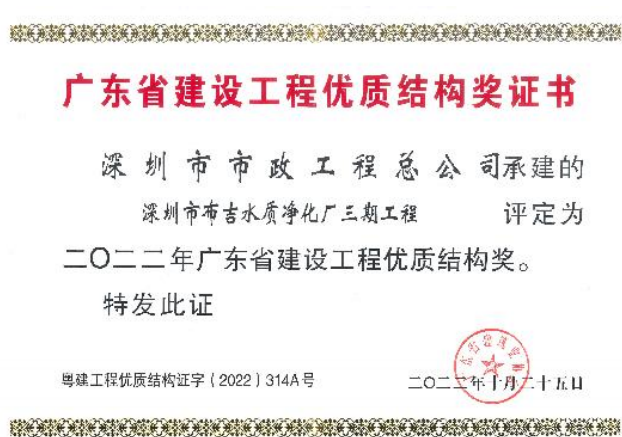 广东省建设工程优质结构奖证书
深圳市市政工程总公司承建的
深圳市布吉水质净化厂三期工程 评定为
二〇二二年广东省建设工程优质结构奖。
特发此证
粤建工程优质结构证字（2022）314A号
二〇二二年十月二十五日